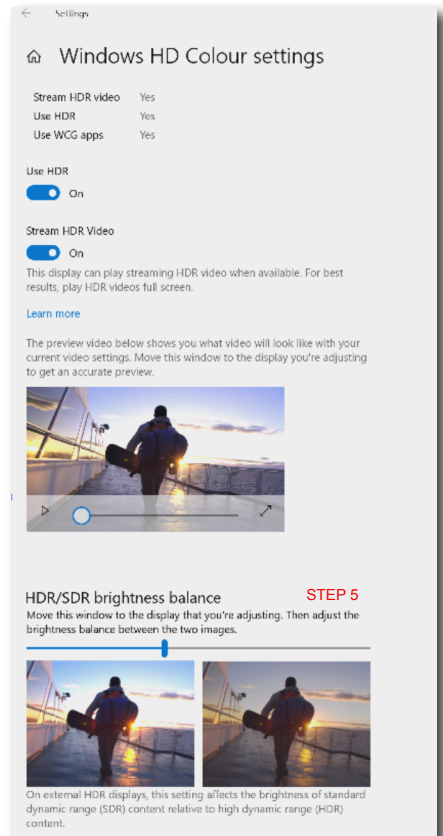 Settings
Windows HD Colour settings
Stream HDR video Yes
Use HDR Yes
Use WCG apps Yes
Use HDR
On
Stream HDR Video
On
This display can play streaming HDR video when available. For best
results, play HDR videos full screen.
Learn more
The preview video below shows you what video will look like with your
current video settings. Move this window to the display you're adjusting
to get an accurate preview.
HDR/SDR brightness balance STEP 5
Move this window to the display that you're adjusting. Then adjust the
brightness balance between the two images.
On external HDR displays, this setting affects the brightness of standard
dynamic range (SDR) content relative to high dynamic range (HDR)
content.